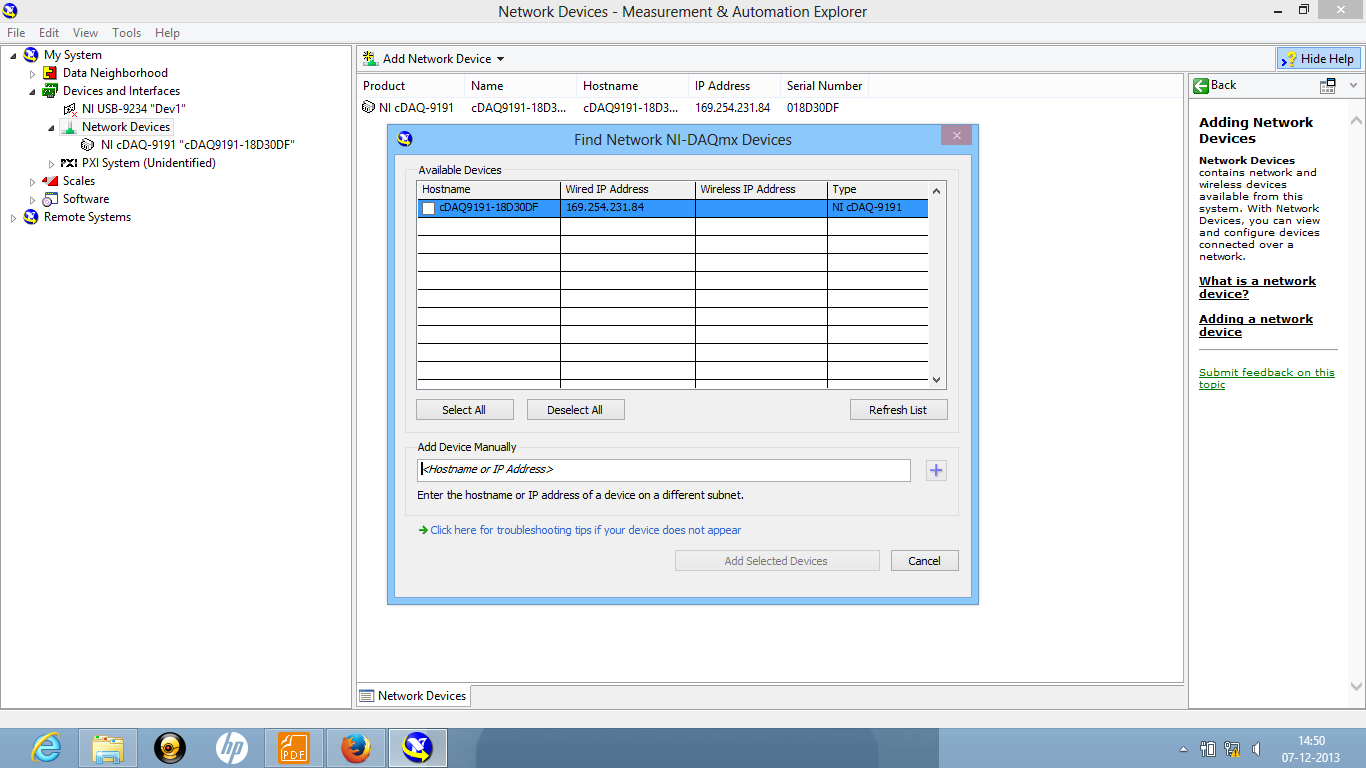 Network Devices - Measurement & Automation Explorer
File Edit View Tools Help
My System
Data Neighborhood
Devices and Interfaces
NI USB-9234 "Dev1"
Network Devices
NI cDAQ-9191 "cDAQ9191-18D30DF"
PXI PXI System (Unidentified)
Scales
Software
Remote Systems
Add Network Device
Hide Help
Product Name Hostname IP Address Serial Number
NI cDAQ-9191 cDAQ9191-18D3... cDAQ9191-18D3... 169.254.231.84 018D30DF
Find Network NI-DAQmx Devices
Available Devices
Hostname Wired IP Address Wireless IP Address Type
cDAQ9191-18D30DF 169.254.231.84 NI cDAQ-9191
Select All Deselect All Refresh List
Add Device Manually
<Hostname or IP Address>
Enter the hostname or IP address of a device on a different subnet.
Click here for troubleshooting tips if your device does not appear
Add Selected Devices Cancel
Back
Adding Network
Devices
Network Devices
contains network and
wireless devices
available from this
system. With Network
Devices, you can view
and configure devices
connected over a
network.
What is a network
device?
Adding a network
device
Submit feedback on this
topic
Network Devices
hp
PDF
14:50
07-12-2013